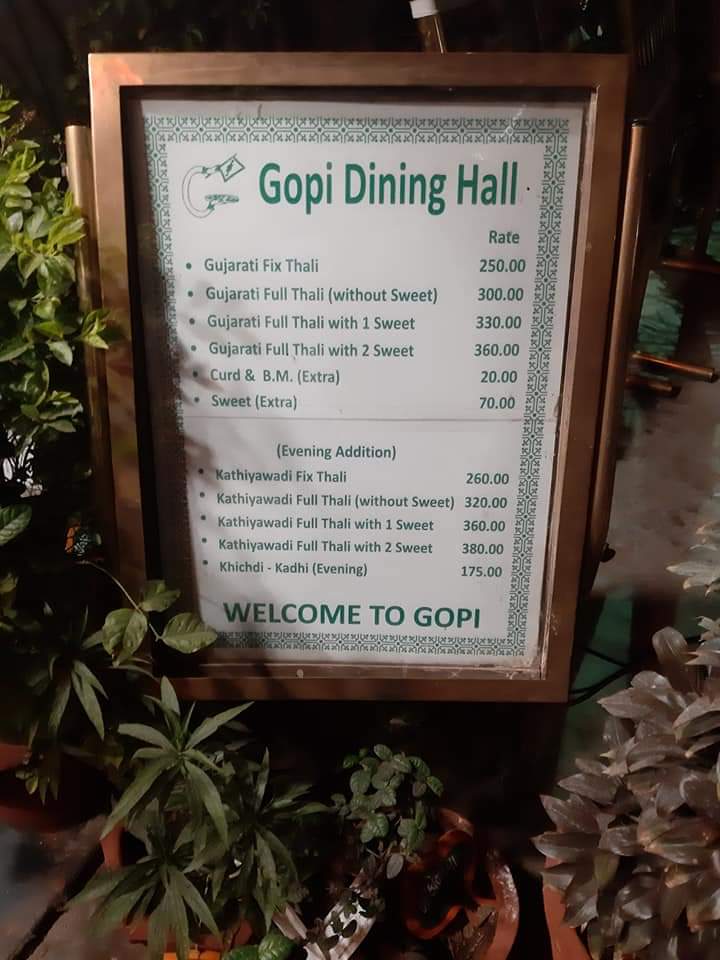 Gopi Dining Hall
Rate
• Gujarati Fix Thali 250.00
• Gujarati Full Thali (without Sweet) 300.00
• Gujarati Full Thali with 1 Sweet 330.00
• Gujarati Full Thali with 2 Sweet 360.00
• Curd & B.M. (Extra) 20.00
• Sweet (Extra) 70.00
(Evening Addition)
• Kathiyawadi Fix Thali 260.00
• Kathiyawadi Full Thali (without Sweet) 320.00
• Kathiyawadi Full Thali with 1 Sweet 360.00
• Kathiyawadi Full Thali with 2 Sweet 380.00
• Khichdi - Kadhi (Evening) 175.00
WELCOME TO GOPI